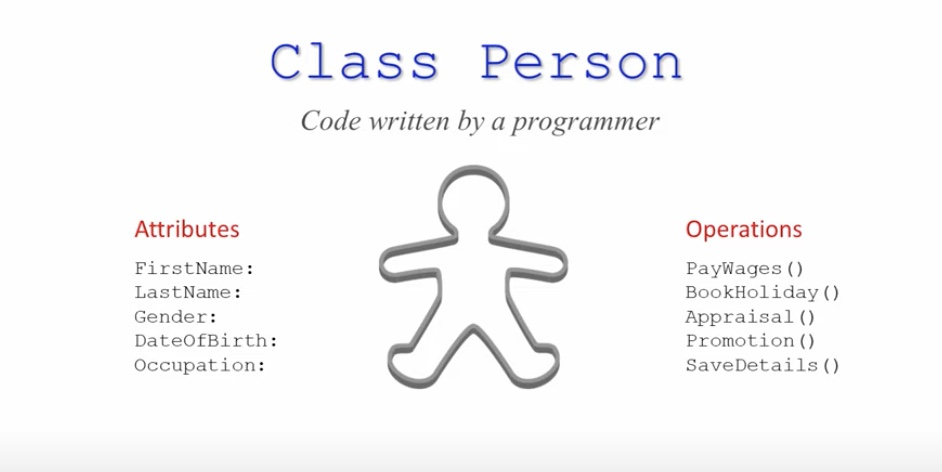 Class Person
Code written by a programmer
Attributes
FirstName:
LastName:
Gender:
DateOfBirth:
Occupation:
Operations
PayWages()
BookHoliday()
Appraisal()
Promotion()
SaveDetails()